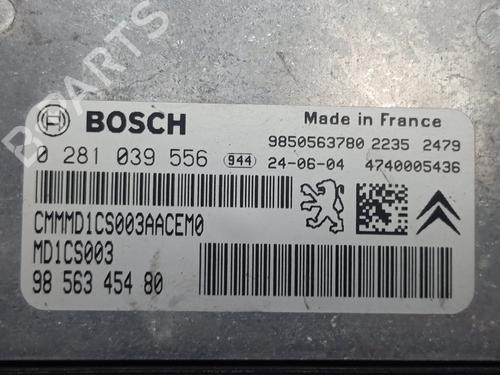 B PARTS
BOSCH
Made in France
9850563780 2235 2479
0 281 039 556 944 24-06-04 4740005436
CMMMD1CS003AACEM0
MD1CS003
98 563 454 80